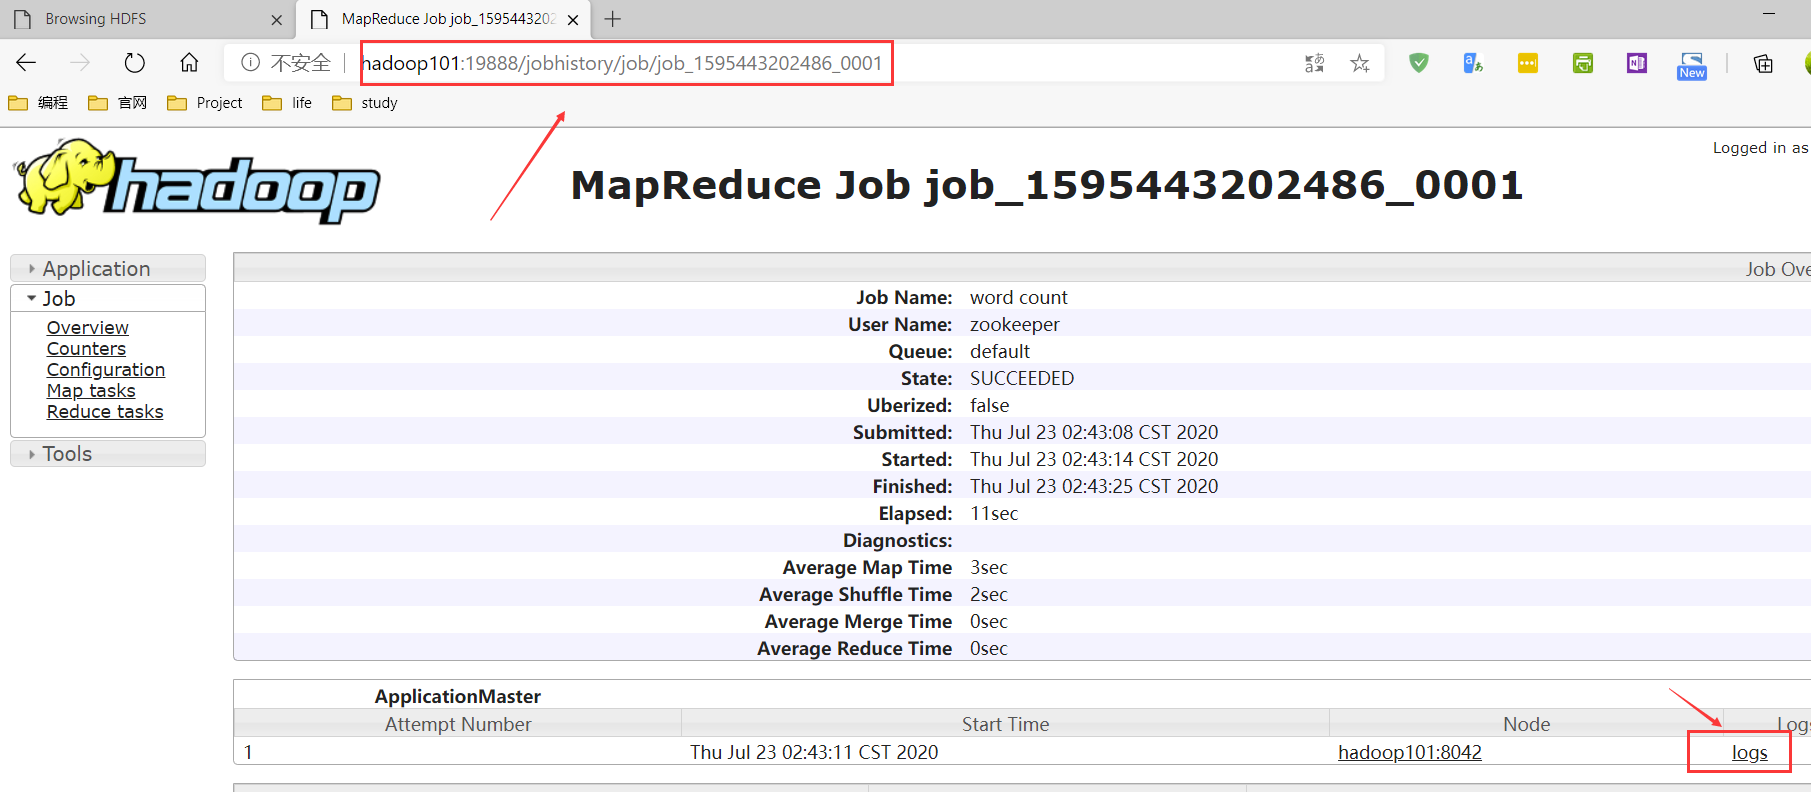 Browsing HDFS
MapReduce Job job_159544320
不安全
hadoop101:19888/jobhistory/job/job_1595443202486_0001
New
编程 官网 Project life study
hadoop
MapReduce Job job_1595443202486_0001
Logged in as
Application
Job
Overview
Counters
Configuration
Map tasks
Reduce tasks
Tools
Job Ove
Job Name: word count
User Name: zookeeper
Queue: default
State: SUCCEEDED
Uberized: false
Submitted: Thu Jul 23 02:43:08 CST 2020
Started: Thu Jul 23 02:43:14 CST 2020
Finished: Thu Jul 23 02:43:25 CST 2020
Elapsed: 11sec
Diagnostics:
Average Map Time 3sec
Average Shuffle Time 2sec
Average Merge Time 0sec
Average Reduce Time 0sec
ApplicationMaster
Attempt Number Start Time Node Logs
1 Thu Jul 23 02:43:11 CST 2020 hadoop101:8042 logs